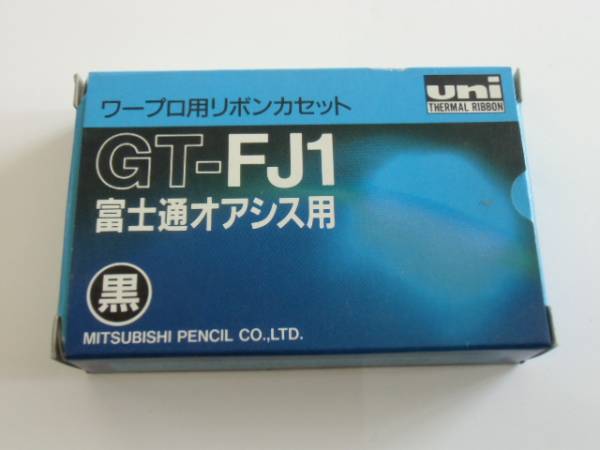 uni
THERMAL RIBBON
ワープロ用リボンカセット
GT-FJ1
富士通オアシス用
黒
MITSUBISHI PENCIL CO.,LTD.